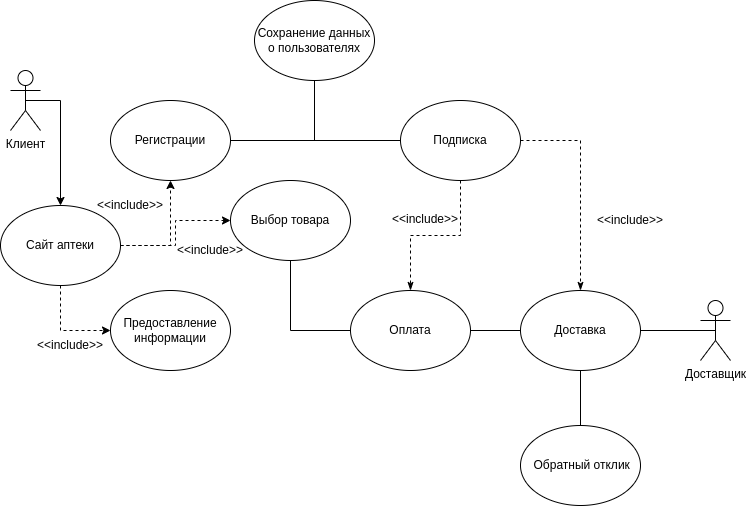 Сохранение данных
о пользователях
Клиент
Регистрации
Подписка
<<include>>
Выбор товара
<<include>>
<<include>>
Сайт аптеки
<<include>>
Предоставление
информации
<<include>>
Оплата
Доставка
Доставщик
Обратный отклик